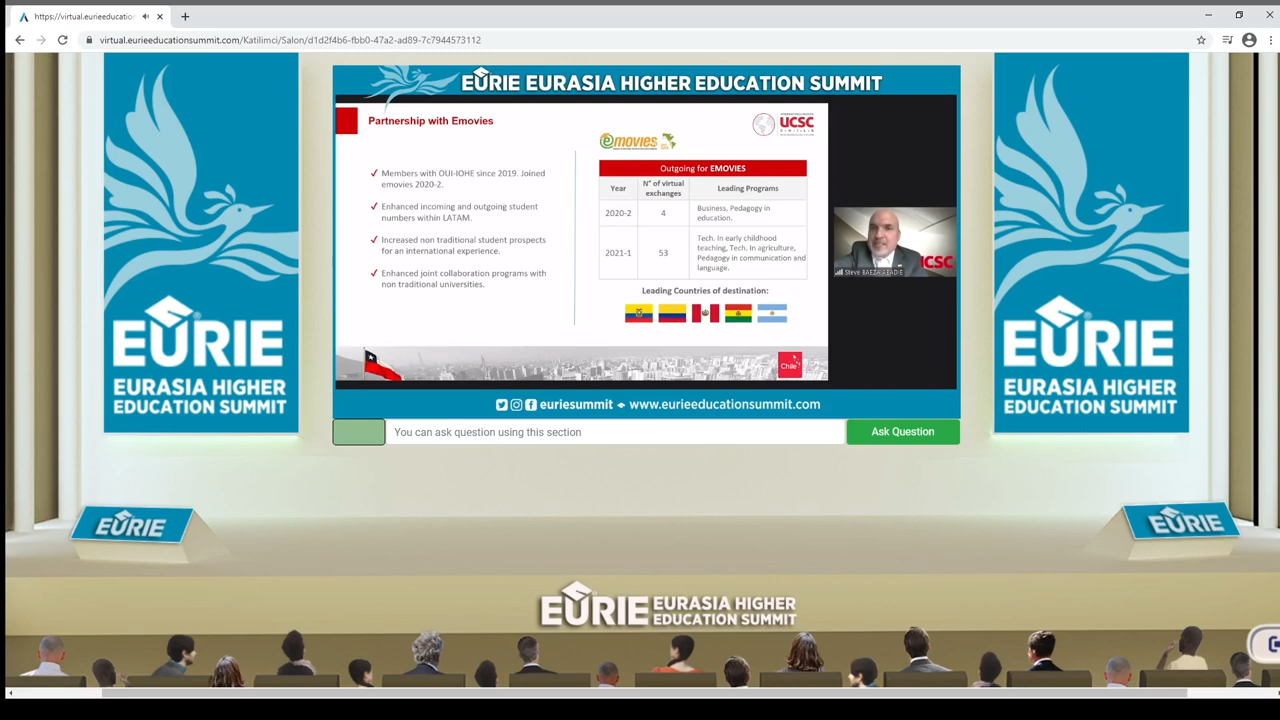 https://virtual.eurieeducation
virtual.eurieeducationsummit.com/Katilimci/Salon/d1d2f4b6-fbb0-47a2-ad89-7c7944573112
EURIE EURASIA HIGHER EDUCATION SUMMIT
Partnership with Emovies
UCSC
emovies
Members with OUI-IOHE since 2019. Joined
emovies 2020-2.
Enhanced incoming and outgoing student
numbers within LATAM.
Increased non traditional student prospects
for an international experience.
Enhanced joint collaboration programs with
non traditional universities.
Outgoing for EMOVIES
Year
N° of virtual
exchanges
Leading Programs
2020-2
4
Business, Pedagogy in
education.
2021-1
53
Tech. In early childhood
teaching, Tech. In agriculture,
Pedagogy in communication and
language.
Leading Countries of destination:
Chile
UCSC
Steve BAEZA ABADIE
euriesummit www.eurieeducationsummit.com
You can ask question using this section
Ask Question
EURIE
EURASIA HIGHER
EDUCATION SUMMIT
EURIE
EURASIA HIGHER
EDUCATION SUMMIT
EURIE
EURIE
EURIE EURASIA HIGHER
EDUCATION SUMMIT